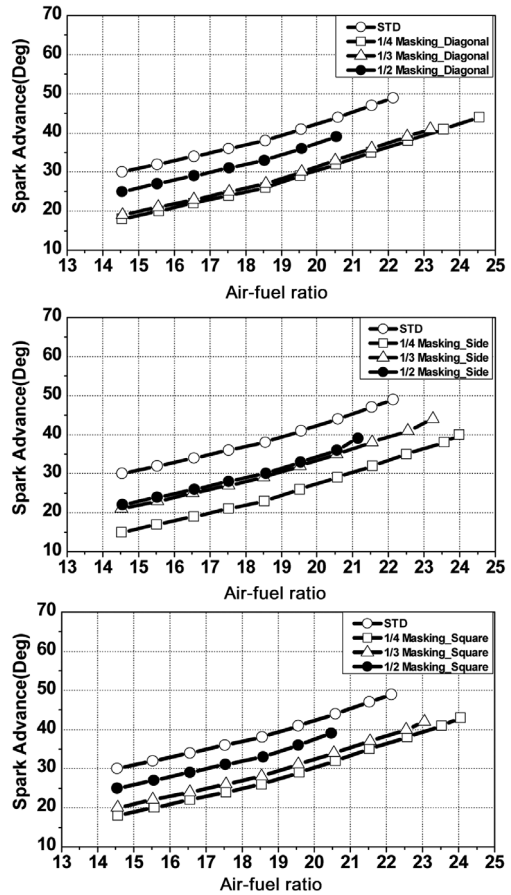 70
60
50
40
30
20
10
Spark Advance(Deg)
STD
1/4 Masking_Diagonal
1/3 Masking_Diagonal
1/2 Masking_Diagonal
13 14 15 16 17 18 19 20 21 22 23 24 25
Air-fuel ratio
70
60
50
40
30
20
10
Spark Advance(Deg)
STD
1/4 Masking_Side
1/3 Masking_Side
1/2 Masking_Side
13 14 15 16 17 18 19 20 21 22 23 24 25
Air-fuel ratio
70
60
50
40
30
20
10
Spark Advance(Deg)
STD
1/4 Masking_Square
1/3 Masking_Square
1/2 Masking_Square
13 14 15 16 17 18 19 20 21 22 23 24 25
Air-fuel ratio